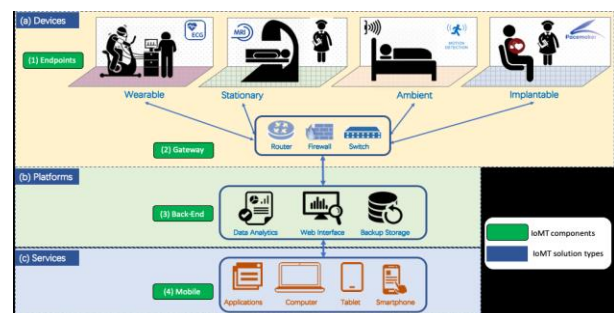 (a) Devices
ECG
MRI
MOTION
DETECTION
Pacemaker
(1) Endpoints
Wearable
Stationary
Ambient
Implantable
Router
Firewall
Switch
(2) Gateway
(b) Platforms
(3) Back-End
Data Analytics
Web Interface
Backup Storage
IoMT components
IoMT solution types
(c) Services
(4) Mobile
Applications
Computer
Tablet
Smartphone